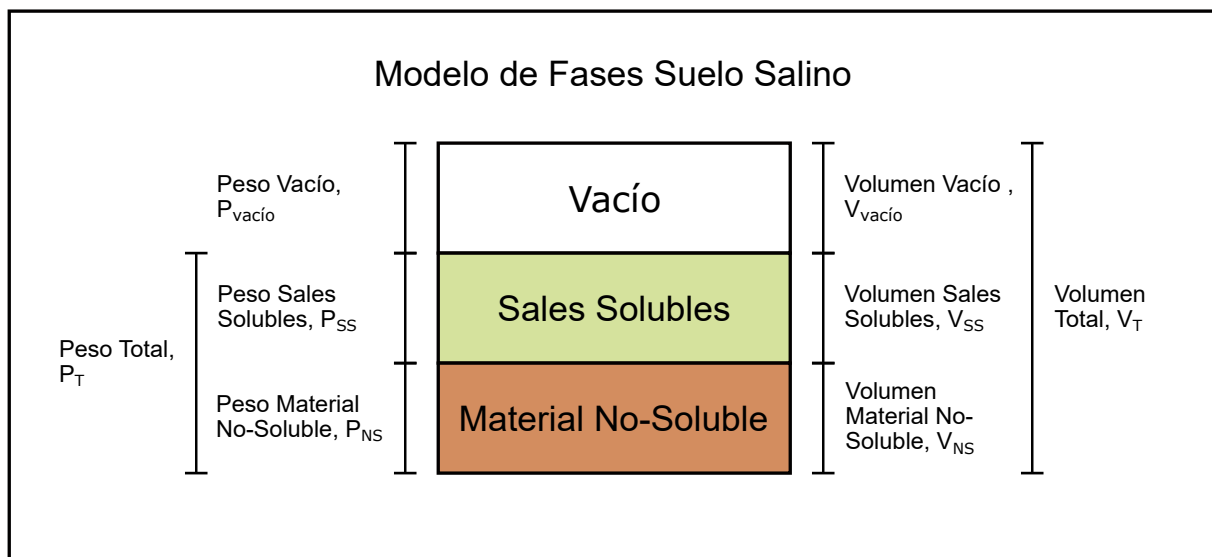 Modelo de Fases Suelo Salino
Peso Vacío,
Pvacío
Vacío
Volumen Vacío ,
Vvacío
Peso Sales
Solubles, PSS
Sales Solubles
Volumen Sales
Solubles, VSS
Volumen
Total, VT
Peso Total,
PT
Peso Material
No-Soluble, PNS
Material No-Soluble
Volumen
Material No-
Soluble, VNS